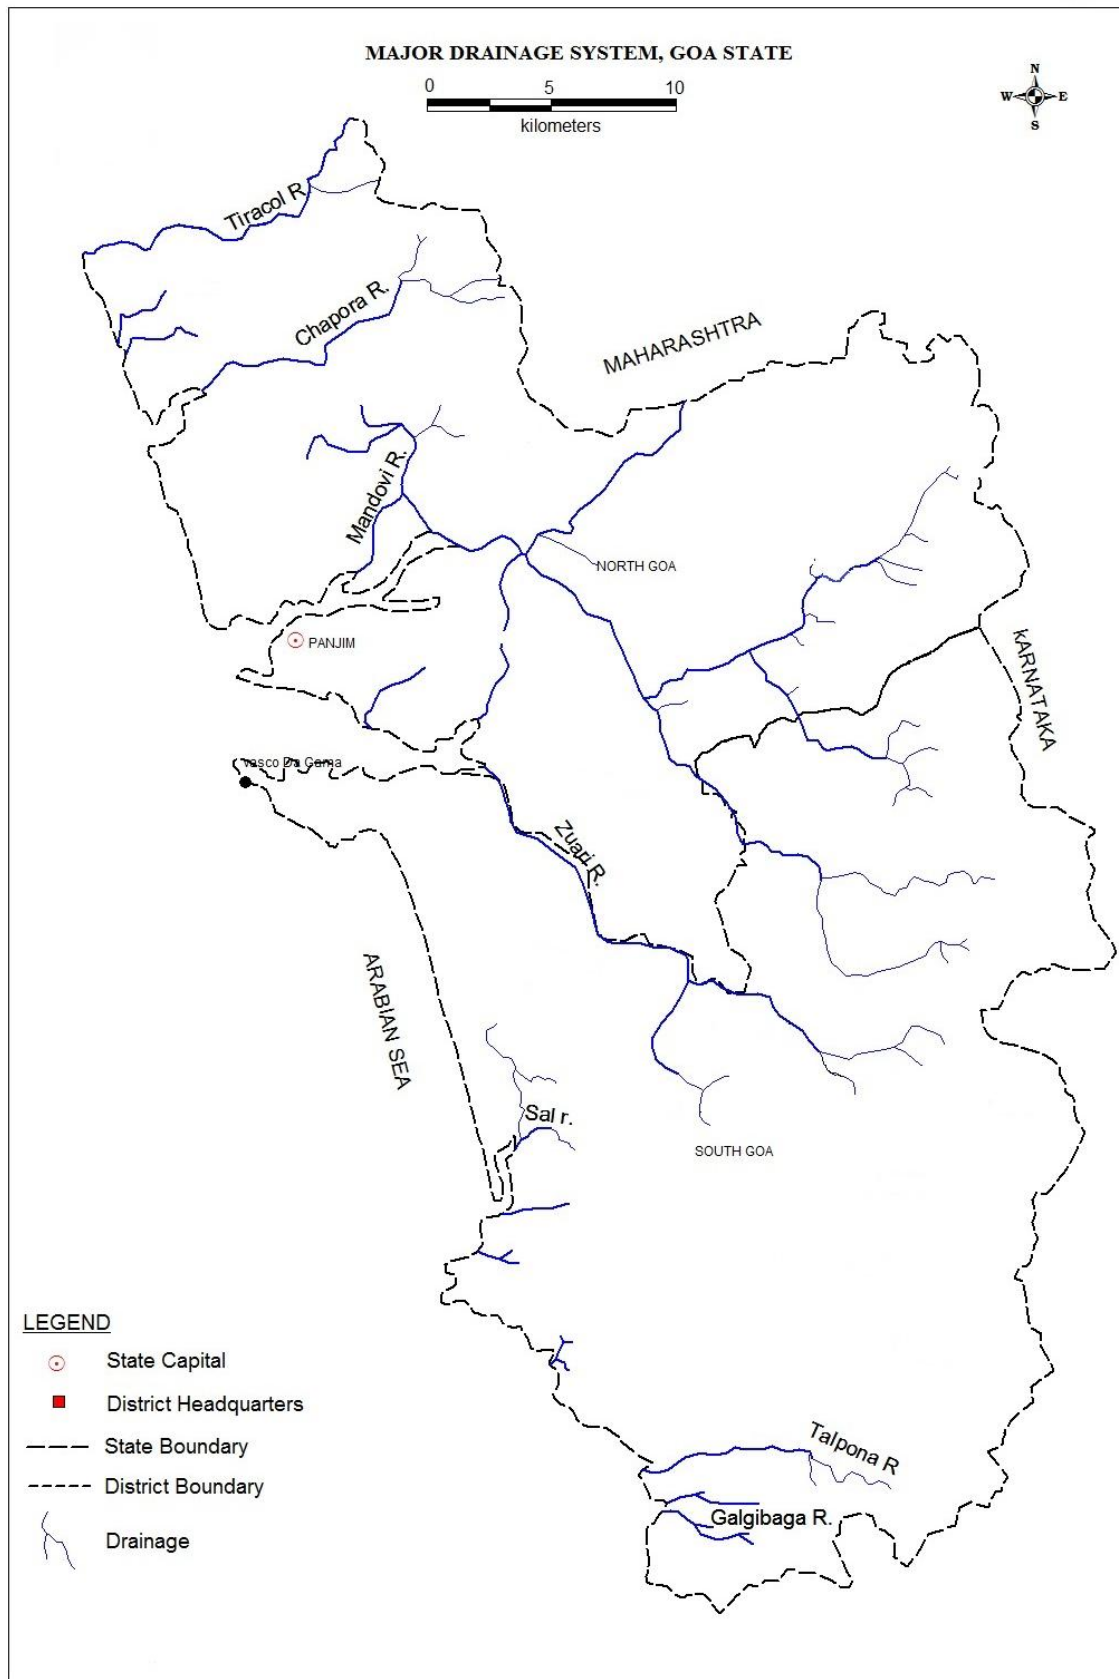 MAJOR DRAINAGE SYSTEM, GOA STATE
0 5 10
kilometers
N
W E
S
Tiracol R
Chapora R.
MAHARASHTRA
Mandovi R.
NORTH GOA
PANJIM
kARNATAKA
vasco Da Gama
Zuari R.
ARABIAN SEA
Sal r.
SOUTH GOA
Talpona R
Galgibaga R.
LEGEND
State Capital
District Headquarters
State Boundary
District Boundary
Drainage